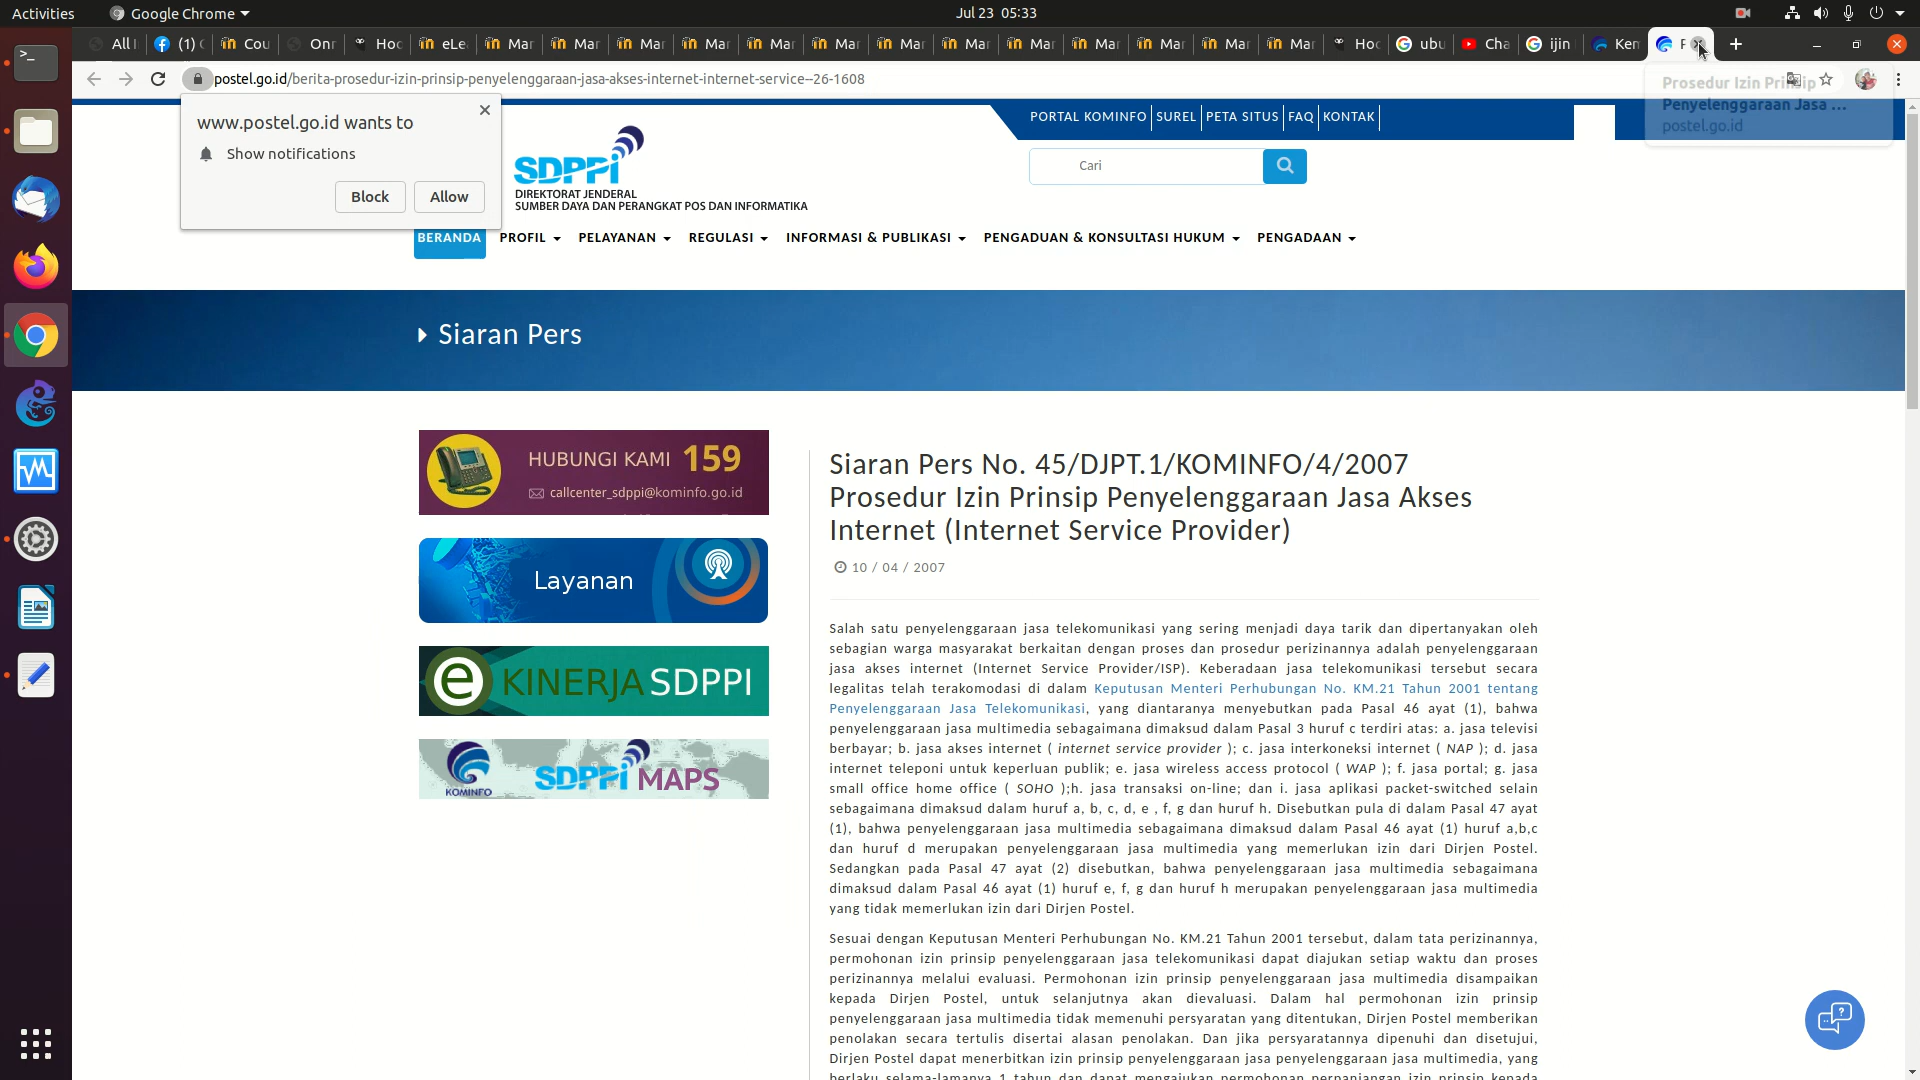 Activities
Google Chrome
Jul 23 05:33
All
(1)
Cou
Onr
Hoc
eLe
Mar
Mar
Mar
Mar
Mar
Mar
Mar
Mar
Mar
Mar
Mar
Mar
Mar
Hoc
ubu
Cha
ijin
Ken
postel.go.id/berita-prosedur-izin-prinsip-penyelenggaraan-jasa-akses-internet-internet-service--26-1608
Prosedur Izin Prinsip
Penyelenggaraan Jasa ...
postel.go.id
www.postel.go.id wants to
Show notifications
Block
Allow
PORTAL KOMINFO
SUREL
PETA SITUS
FAQ
KONTAK
Cari
SDPPI
DIREKTORAT JENDERAL
SUMBER DAYA DAN PERANGKAT POS DAN INFORMATIKA
BERANDA
PROFIL
PELAYANAN
REGULASI
INFORMASI & PUBLIKASI
PENGADUAN & KONSULTASI HUKUM
PENGADAAN
Siaran Pers
HUBUNGI KAMI 159
callcenter_sdppi@kominfo.go.id
Layanan
e KINERJA SDPPI
KOMINFO
SDPPI MAPS
Siaran Pers No. 45/DJPT.1/KOMINFO/4/2007
Prosedur Izin Prinsip Penyelenggaraan Jasa Akses
Internet (Internet Service Provider)
10 / 04 / 2007
Salah satu penyelenggaraan jasa telekomunikasi yang sering menjadi daya tarik dan dipertanyakan oleh
sebagian warga masyarakat berkaitan dengan proses dan prosedur perizinannya adalah penyelenggaraan
jasa akses internet (Internet Service Provider/ISP). Keberadaan jasa telekomunikasi tersebut secara
legalitas telah terakomodasi di dalam Keputusan Menteri Perhubungan No. KM.21 Tahun 2001 tentang
Penyelenggaraan Jasa Telekomunikasi, yang diantaranya menyebutkan pada Pasal 46 ayat (1), bahwa
penyelenggaraan jasa multimedia sebagaimana dimaksud dalam Pasal 3 huruf c terdiri atas: a. jasa televisi
berbayar; b. jasa akses internet ( internet service provider ); c. jasa interkoneksi internet ( NAP ); d. jasa
internet teleponi untuk keperluan publik; e. jasa wireless access protocol ( WAP ); f. jasa portal; g. jasa
small office home office ( SOHO );h. jasa transaksi on-line; dan i. jasa aplikasi packet-switched selain
sebagaimana dimaksud dalam huruf a, b, c, d, e , f, g dan huruf h. Disebutkan pula di dalam Pasal 47 ayat
(1), bahwa penyelenggaraan jasa multimedia sebagaimana dimaksud dalam Pasal 46 ayat (1) huruf a,b,c
dan huruf d merupakan penyelenggaraan jasa multimedia yang memerlukan izin dari Dirjen Postel.
Sedangkan pada Pasal 47 ayat (2) disebutkan, bahwa penyelenggaraan jasa multimedia sebagaimana
dimaksud dalam Pasal 46 ayat (1) huruf e, f, g dan huruf h merupakan penyelenggaraan jasa multimedia
yang tidak memerlukan izin dari Dirjen Postel.
Sesuai dengan Keputusan Menteri Perhubungan No. KM.21 Tahun 2001 tersebut, dalam tata perizinannya,
permohonan izin prinsip penyelenggaraan jasa telekomunikasi dapat diajukan setiap waktu dan proses
perizinannya melalui evaluasi. Permohonan izin prinsip penyelenggaraan jasa multimedia disampaikan
kepada Dirjen Postel, untuk selanjutnya akan dievaluasi. Dalam hal permohonan izin prinsip
penyelenggaraan jasa multimedia tidak memenuhi persyaratan yang ditentukan, Dirjen Postel memberikan
penolakan secara tertulis disertai alasan penolakan. Dan jika persyaratannya dipenuhi dan disetujui,
Dirjen Postel dapat menerbitkan izin prinsip penyelenggaraan jasa penyelenggaraan jasa multimedia, yang
berlaku selama-lamanya 1 tahun dan dapat mengajukan permohonan perpanjangan izin prinsip kepada